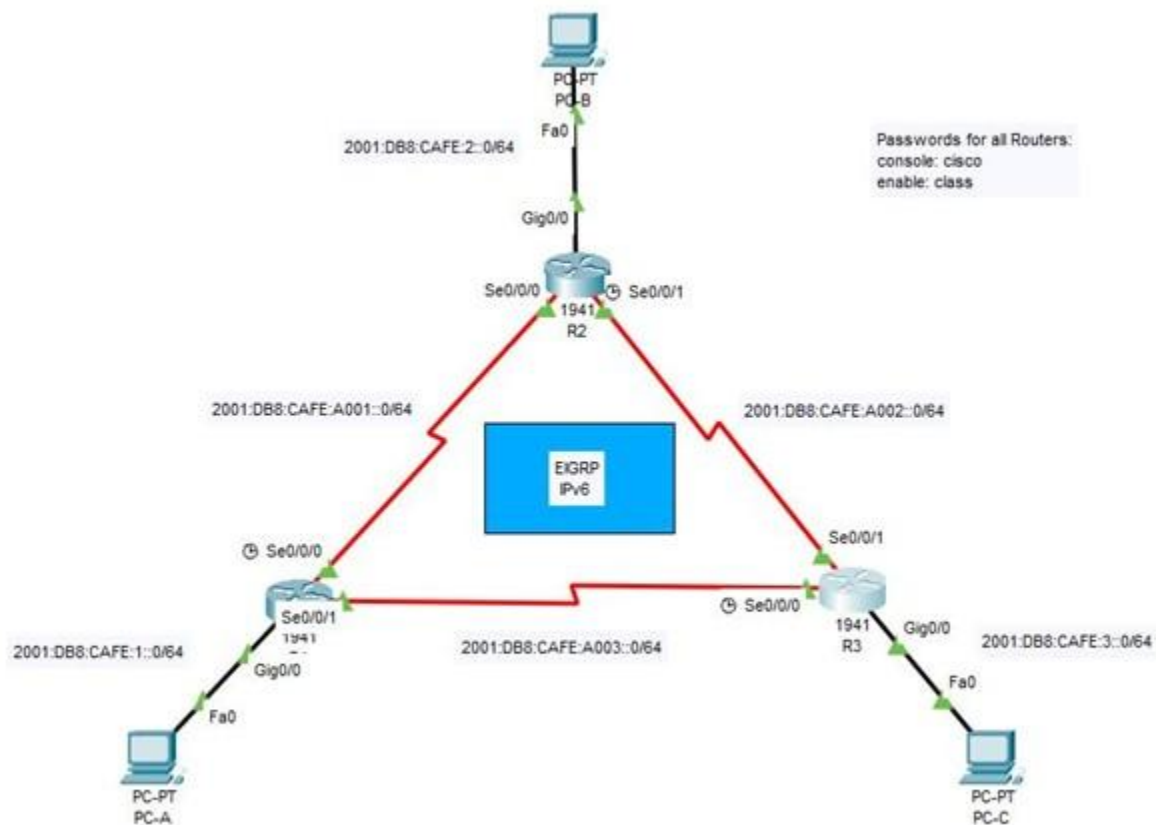 PC-PT
PC-B
Fa0
2001:DB8:CAFE:2::0/64
Passwords for all Routers:
console: cisco
enable: class
Gig0/0
Se0/0/0
Se0/0/1
1941
R2
2001:DB8:CAFE:A001::0/64
2001:DB8:CAFE:A002::0/64
EIGRP
IPv6
Se0/0/1
Se0/0/0
Se0/0/1
Se0/0/0
1941
1941
R3
2001:DB8:CAFE:1::0/64
2001:DB8:CAFE:A003::0/64
Gig0/0
2001:DB8:CAFE:3::0/64
Gig0/0
Fa0
Fa0
PC-PT
PC-A
PC-PT
PC-C